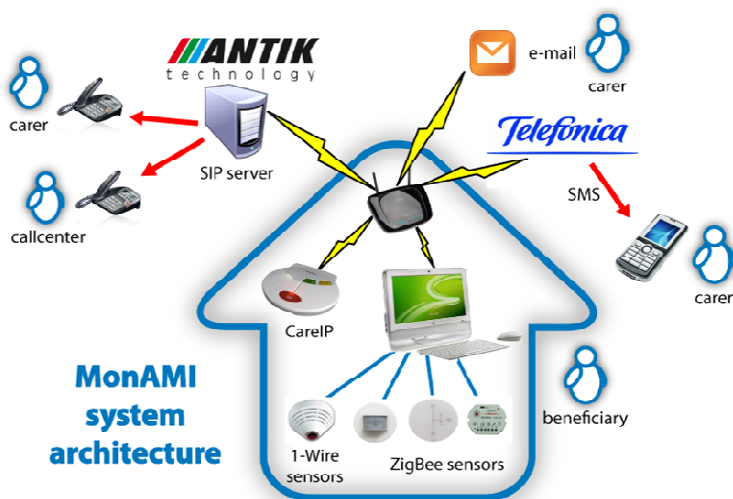 ANTIK
technology
e-mail
carer
carer
Telefónica
SIP server
SMS
callcenter
carer
CareIP
MonAMI
system
architecture
beneficiary
1-Wire
sensors
ZigBee sensors